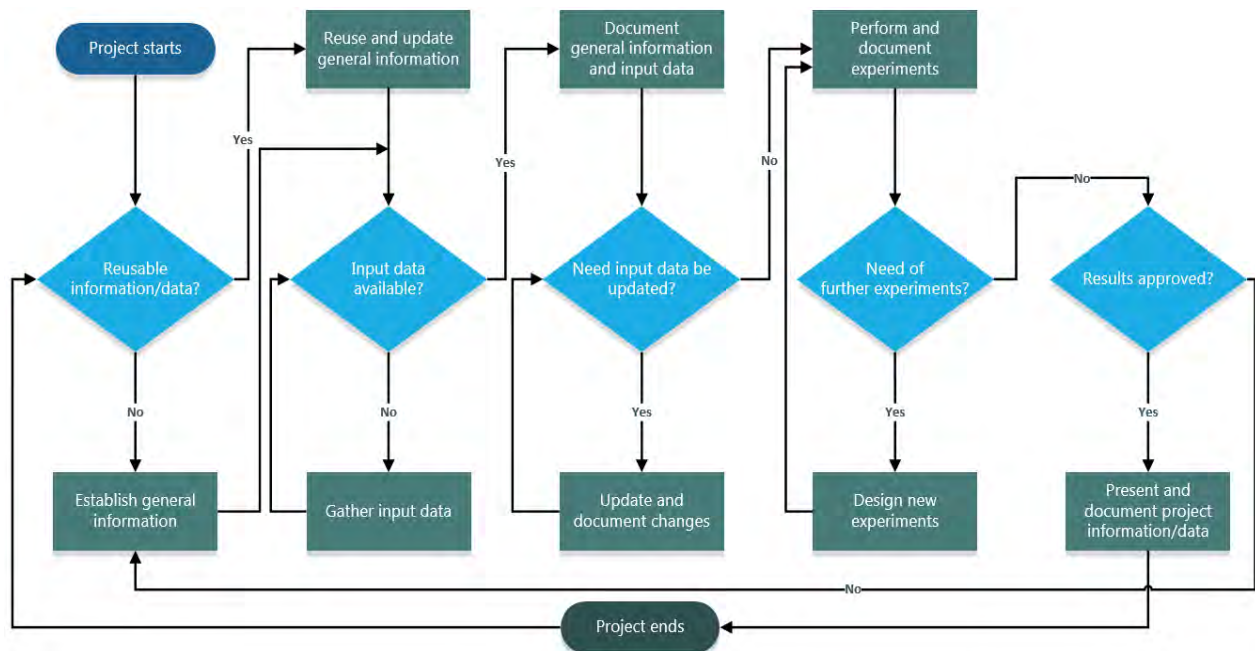 Project starts
Reuse and update
general information
Document
general information
and input data
Perform and
document
experiments
Yes
Yes
No
No
Reusable
information/data?
Input data
available?
Need input data be
updated?
Need of
further experiments?
Results approved?
No
No
Yes
Yes
Yes
Establish general
information
Gather input data
Update and
document changes
Design new
experiments
Present and
document project
information/data
No
Project ends